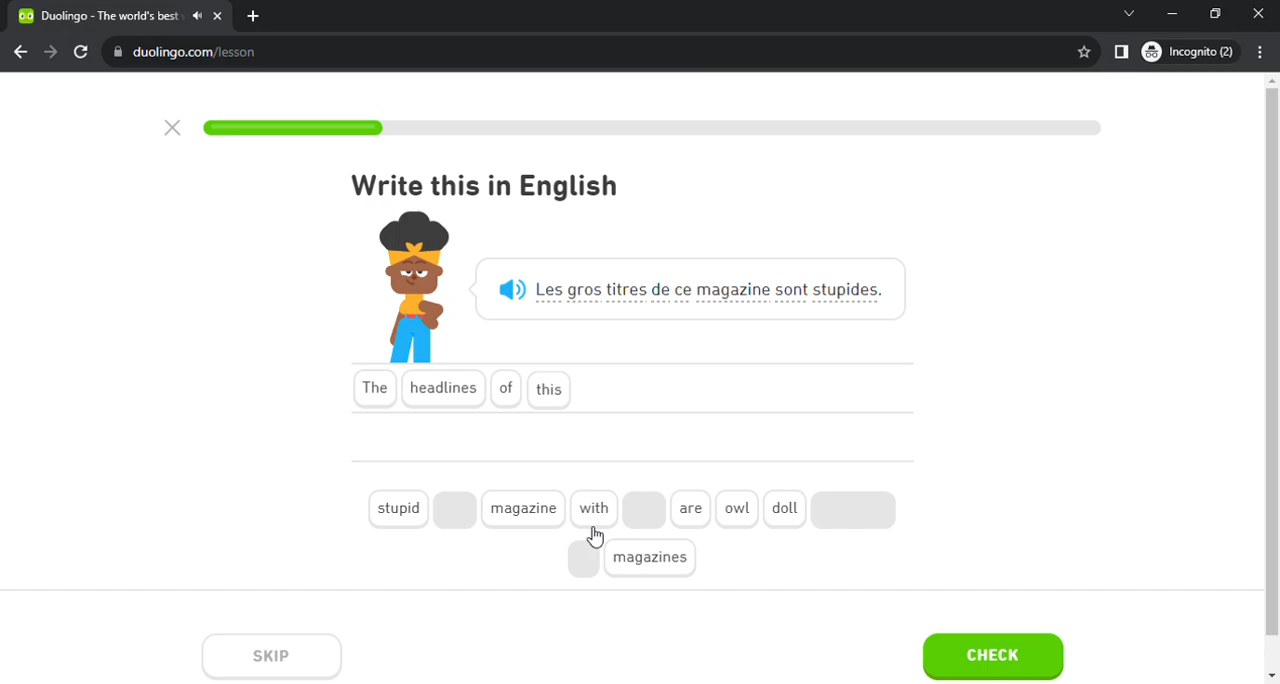 Duolingo - The world's best
duolingo.com/lesson
Incognito (2)
Write this in English
Les gros titres de ce magazine sont stupides.
The headlines of this
stupid magazine with are owl doll
magazines
SKIP
CHECK